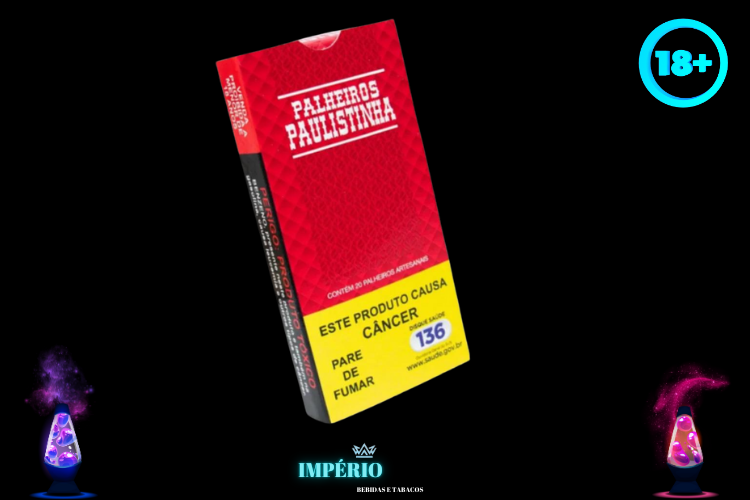 18+
PALHEIROS
PAULISTINHA
CONTÉM 20 PALHEIROS ARTESANAIS
ESTE PRODUTO CAUSA
CÂNCER
PARE
DE
FUMAR
DISQUE SAÚDE
136
www.saude.gov.br
VENDA E
PERIGO: PRODUTO TÓXICO
IMPÉRIO
BEBIDAS E TABACOS